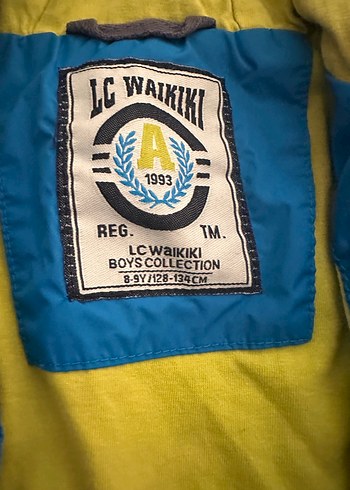 LC WAIKIKI
A
1993
REG. TM.
LC WAIKIKI
BOYS COLLECTION
8-9Y/128-134CM